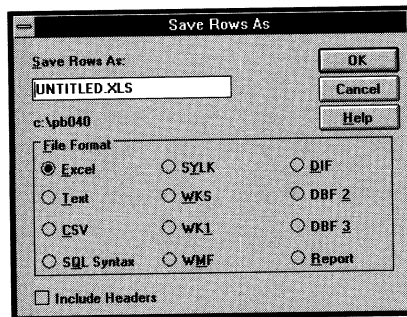 Save Rows As
Save Rows As:
OK
UNTITLED.XLS
Cancel
c:\pb040
Help
File Format
Excel
SYLK
DIF
Text
WKS
DBF 2
CSV
WK1
DBF 3
SQL Syntax
WMF
Report
Include Headers